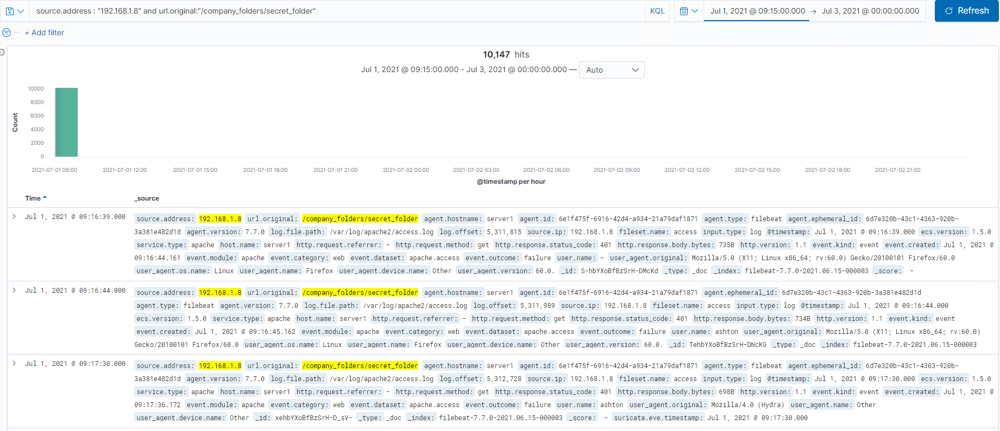 source.address : "192.168.1.8" and url.original:"/company_folders/secret_folder"
KQL
Jul 1, 2021 @ 09:15:00.000 → Jul 3, 2021 @ 00:00:00.000
Refresh
+ Add filter
10,147 hits
Jul 1, 2021 @ 09:15:00.000 - Jul 3, 2021 @ 00:00:00.000 — Auto
10000
8000
6000
4000
2000
0
Count
2021-07-01 09:00 2021-07-01 12:00 2021-07-01 15:00 2021-07-01 18:00 2021-07-01 21:00 2021-07-02 00:00 2021-07-02 03:00 2021-07-02 06:00 2021-07-02 09:00 2021-07-02 12:00 2021-07-02 15:00 2021-07-02 18:00 2021-07-02 21:00
@timestamp per hour
Time _source
Jul 1, 2021 @ 09:16:39.000 source.address: 192.168.1.8 url.original: /company_folders/secret_folder agent.hostname: server1 agent.id: 6e1f475f-6916-42d4-a934-21a79daf1871 agent.type: filebeat agent.ephemeral_id: 6d7e320b-43c1-4363-920b-
3a381e482d1d agent.version: 7.7.0 log.file.path: /var/log/apache2/access.log log.offset: 5,311,815 source.ip: 192.168.1.8 fileset.name: access input.type: log @timestamp: Jul 1, 2021 @ 09:16:39.000 ecs.version: 1.5.0
service.type: apache host.name: server1 http.request.referrer: - http.request.method: get http.response.status_code: 401 http.response.body.bytes: 735B http.version: 1.1 event.kind: event event.created: Jul 1, 2021 @
09:16:44.161 event.module: apache event.category: web event.dataset: apache.access event.outcome: failure user.name: - user_agent.original: Mozilla/5.0 (X11; Linux x86_64; rv:60.0) Gecko/20100101 Firefox/60.0
user_agent.os.name: Linux user_agent.name: Firefox user_agent.device.name: Other user_agent.version: 60.0. _id: S-hbYXoBfBzSrH-DMcKd _type: _doc _index: filebeat-7.7.0-2021.06.15-000003 _score: -
Jul 1, 2021 @ 09:16:44.000 source.address: 192.168.1.8 url.original: /company_folders/secret_folder agent.hostname: server1 agent.id: 6e1f475f-6916-42d4-a934-21a79daf1871 agent.ephemeral_id: 6d7e320b-43c1-4363-920b-3a381e482d1d
agent.type: filebeat agent.version: 7.7.0 log.file.path: /var/log/apache2/access.log log.offset: 5,311,989 source.ip: 192.168.1.8 fileset.name: access input.type: log @timestamp: Jul 1, 2021 @ 09:16:44.000
ecs.version: 1.5.0 service.type: apache host.name: server1 http.request.referrer: - http.request.method: get http.response.status_code: 401 http.response.body.bytes: 734B http.version: 1.1 event.kind: event
event.created: Jul 1, 2021 @ 09:16:45.162 event.module: apache event.category: web event.dataset: apache.access event.outcome: failure user.name: ashton user_agent.original: Mozilla/5.0 (X11; Linux x86_64; rv:60.0)
Gecko/20100101 Firefox/60.0 user_agent.os.name: Linux user_agent.name: Firefox user_agent.device.name: Other user_agent.version: 60.0. _id: TehbYXoBfBzSrH-DNcKG _type: _doc _index: filebeat-7.7.0-2021.06.15-000003
Jul 1, 2021 @ 09:17:30.000 source.address: 192.168.1.8 url.original: /company_folders/secret_folder agent.hostname: server1 agent.id: 6e1f475f-6916-42d4-a934-21a79daf1871 agent.type: filebeat agent.ephemeral_id: 6d7e320b-43c1-4363-920b-
3a381e482d1d agent.version: 7.7.0 log.file.path: /var/log/apache2/access.log log.offset: 5,312,728 source.ip: 192.168.1.8 fileset.name: access input.type: log @timestamp: Jul 1, 2021 @ 09:17:30.000 ecs.version: 1.5.0
service.type: apache host.name: server1 http.request.referrer: - http.request.method: get http.response.status_code: 401 http.response.body.bytes: 698B http.version: 1.1 event.kind: event event.created: Jul 1, 2021 @
09:17:36.172 event.module: apache event.category: web event.dataset: apache.access event.outcome: failure user.name: ashton user_agent.original: Mozilla/4.0 (Hydra) user_agent.name: Other
user_agent.device.name: Other _id: xehbYXoBfBzSrH-D_sV- _type: _doc _index: filebeat-7.7.0-2021.06.15-000003 _score: - suricata.eve.timestamp: Jul 1, 2021 @ 09:17:30.000